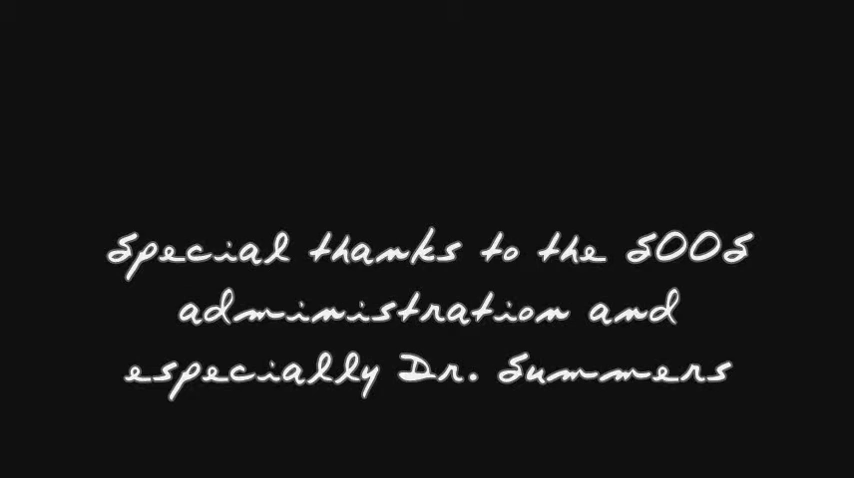 Special thanks to the SOOS
administration and
especially Dr. Summers